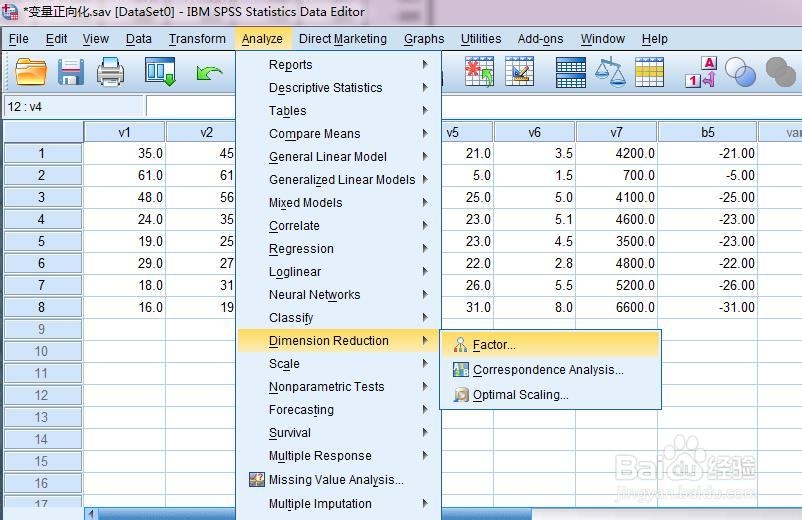 *变量正向化.sav [DataSet0] - IBM SPSS Statistics Data Editor
File Edit View Data Transform Analyze Direct Marketing Graphs Utilities Add-ons Window Help
12 : v4
v1 v2 v5 v6 v7 b5
1 35.0 45 21.0 3.5 4200.0 -21.00
2 61.0 61 5.0 1.5 700.0 -5.00
3 48.0 56 25.0 5.0 4100.0 -25.00
4 24.0 35 23.0 5.1 4600.0 -23.00
5 19.0 25 23.0 4.5 3500.0 -23.00
6 29.0 27 22.0 2.8 4800.0 -22.00
7 18.0 31 26.0 5.5 5200.0 -26.00
8 16.0 19 31.0 8.0 6600.0 -31.00
9
10
11
12
13
14
15
16
17
Reports
Descriptive Statistics
Tables
Compare Means
General Linear Model
Generalized Linear Models
Mixed Models
Correlate
Regression
Loglinear
Neural Networks
Classify
Dimension Reduction
Scale
Nonparametric Tests
Forecasting
Survival
Multiple Response
Missing Value Analysis...
Multiple Imputation
Factor...
Correspondence Analysis...
Optimal Scaling...
Baidu 经验
jingyan.baidu.com